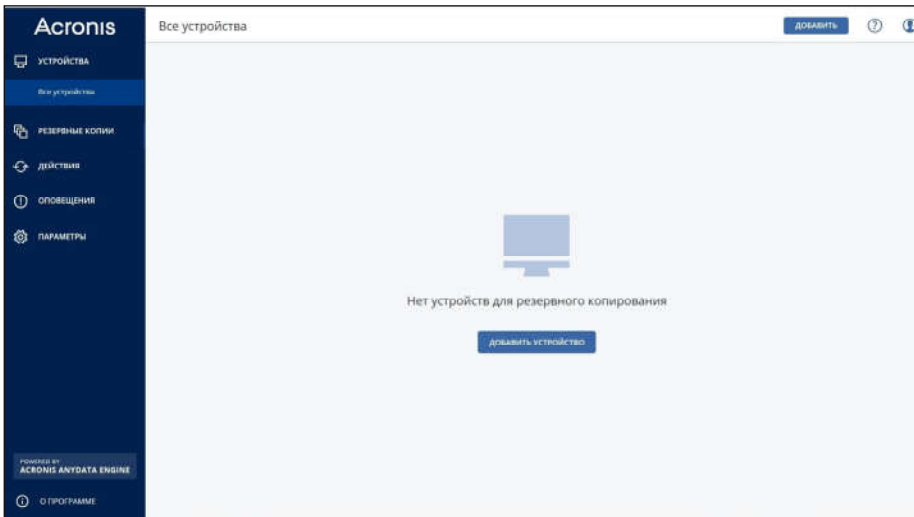 Acronis
Все устройства
ДОБАВИТЬ
УСТРОЙСТВА
Все устройства
РЕЗЕРВНЫЕ КОПИИ
ДЕЙСТВИЯ
ОПОВЕЩЕНИЯ
ПАРАМЕТРЫ
Нет устройств для резервного копирования
ДОБАВИТЬ УСТРОЙСТВО
POWERED BY
ACRONIS ANYDATA ENGINE
О ПРОГРАММЕ